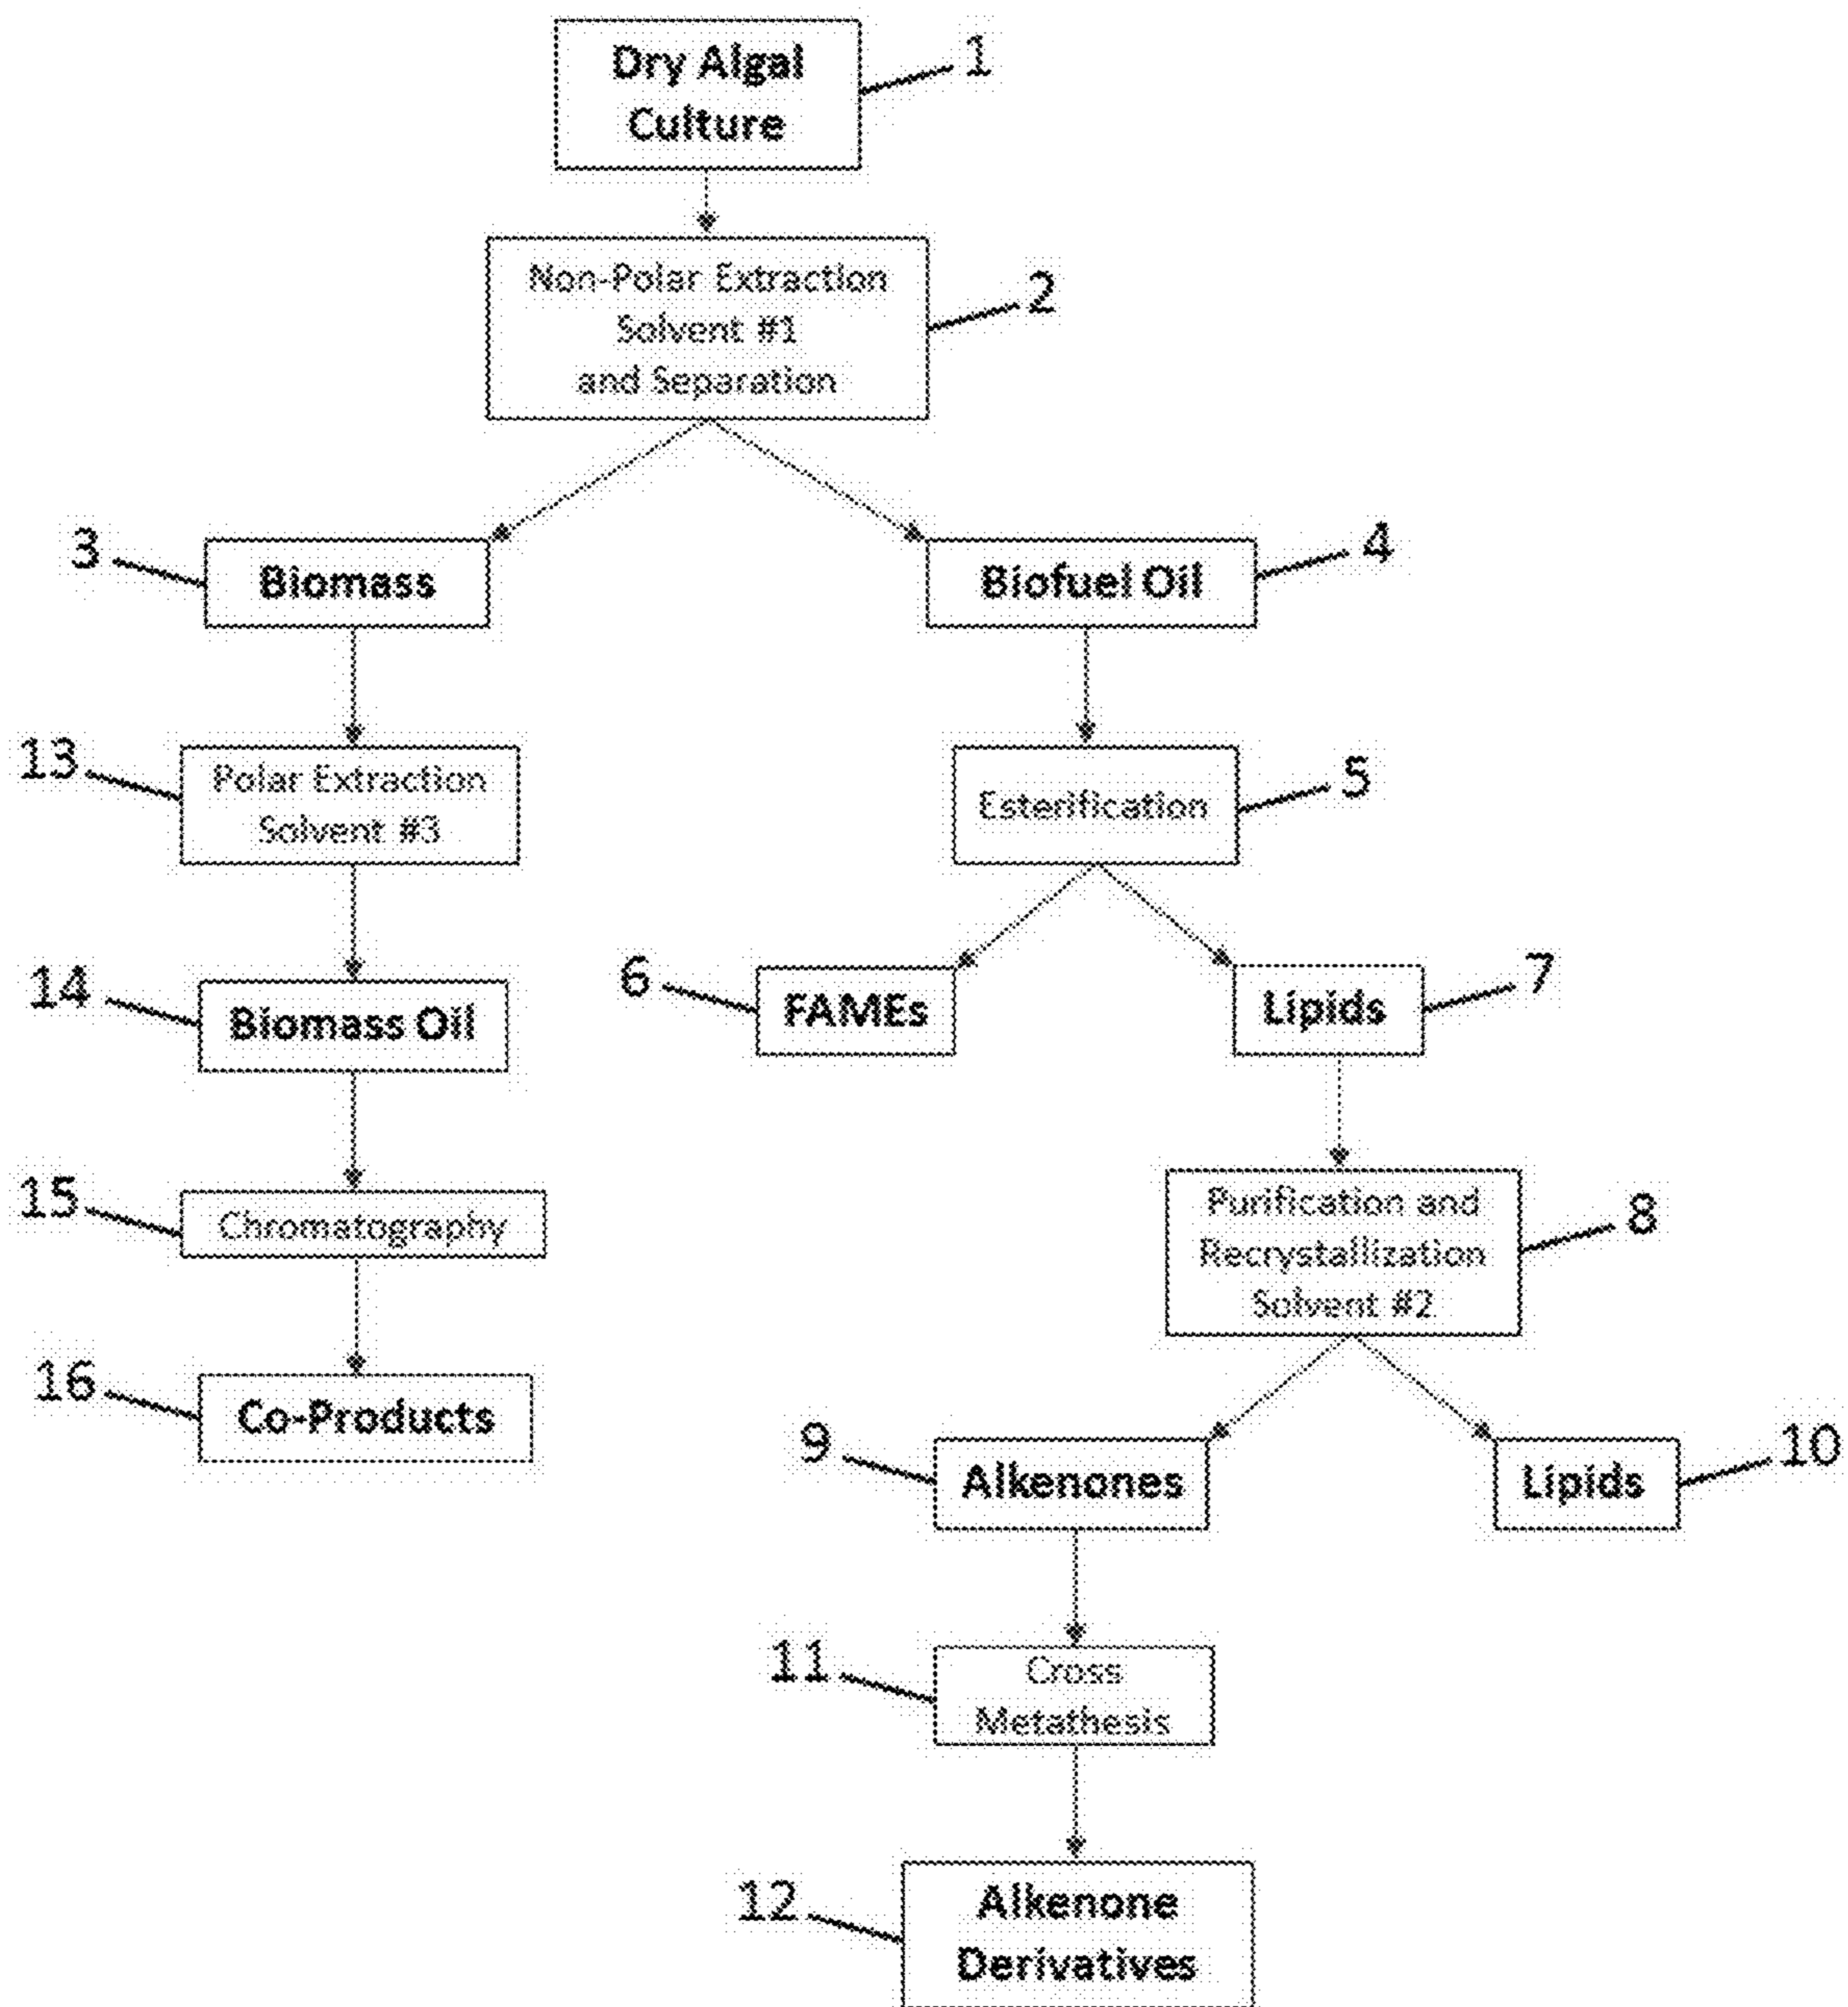 Dry Algal
Culture
1
Non-Polar Extraction
Solvent #1
and Separation
2
3
Biomass
Biofuel Oil
4
13
Polar Extraction
Solvent #3
Esterification
5
14
Biomass Oil
6
FAMEs
Lipids
7
15
Chromatography
Purification and
Recrystallization
Solvent #2
8
16
Co-Products
9
Alkenones
Lipids
10
11
Cross
Metathesis
12
Alkenone
Derivatives